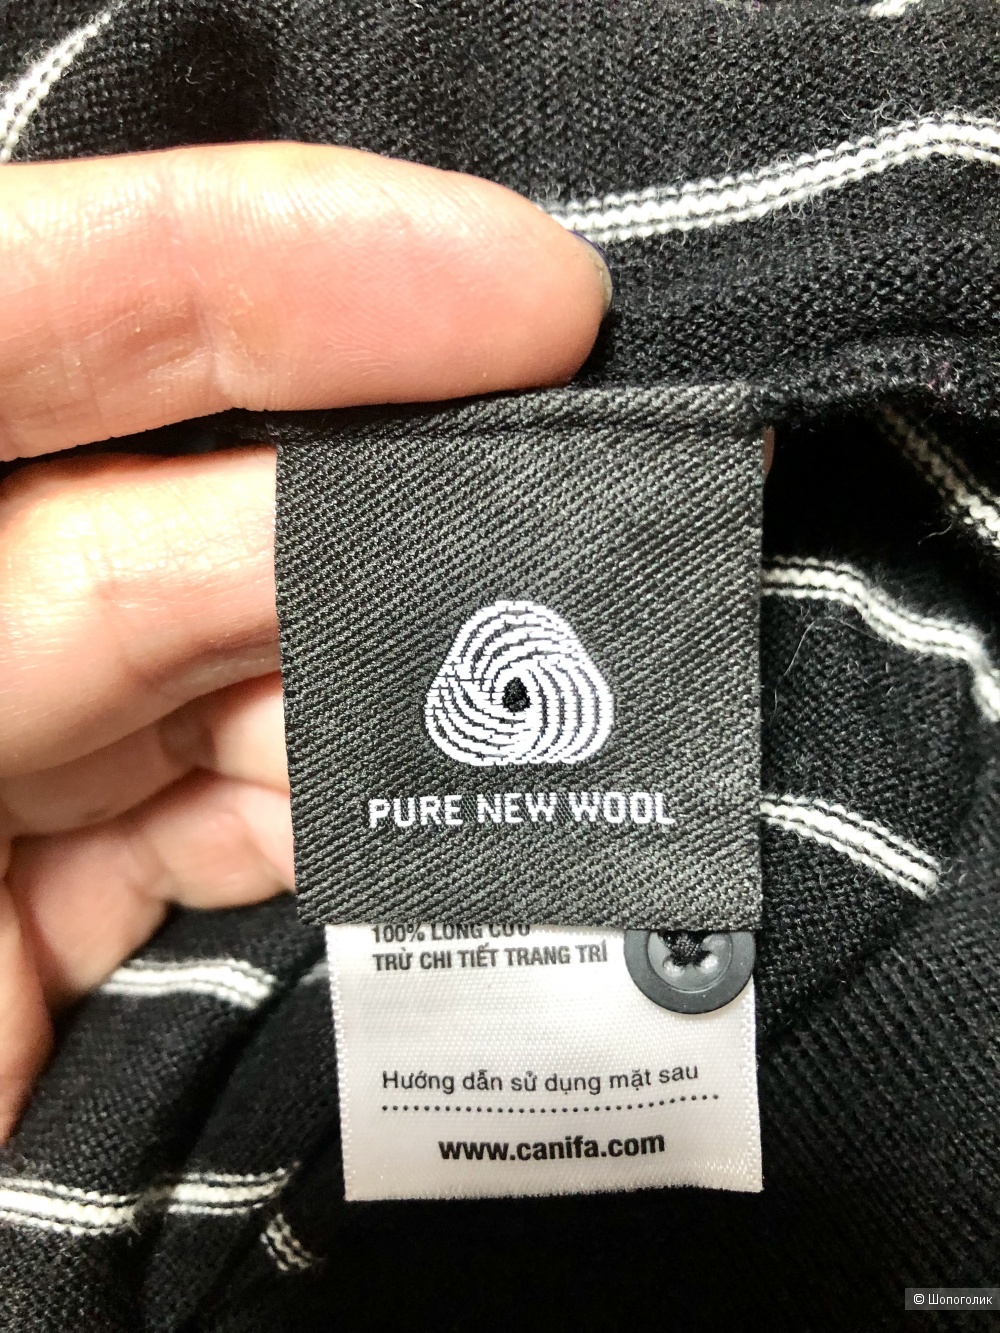 PURE NEW WOOL
100% LÔNG CỪU
TRỪ CHI TIẾT TRANG TRÍ
Hướng dẫn sử dụng mặt sau
www.canifa.com
© Шопоголик